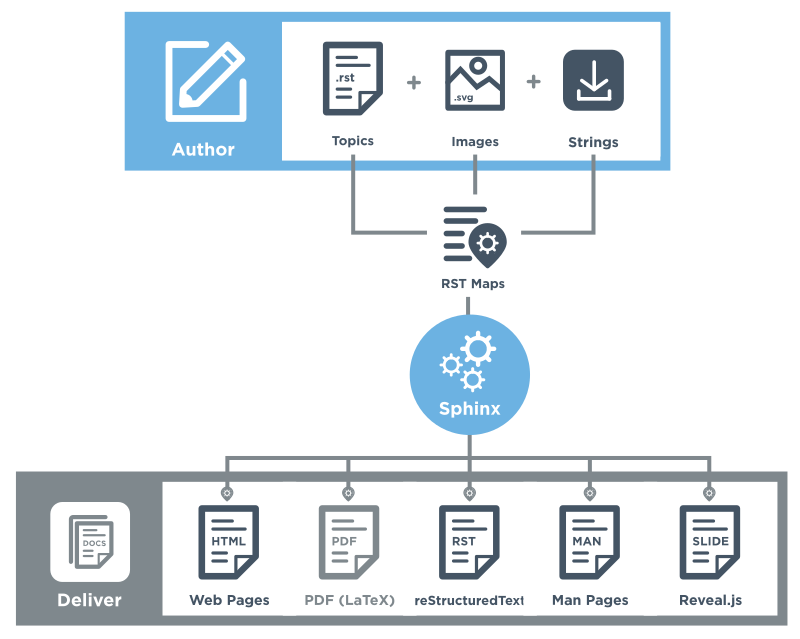 Author
.rst
.svg
Topics
Images
Strings
RST Maps
Sphinx
Deliver
DOCS
HTML
PDF
RST
MAN
SLIDE
Web Pages
PDF (LaTeX)
reStructuredText
Man Pages
Reveal.js